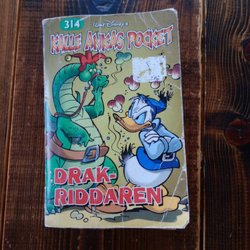 314
Walt Disney's
KALLE ANKAS POCKET
DRAK-
RIDDAREN